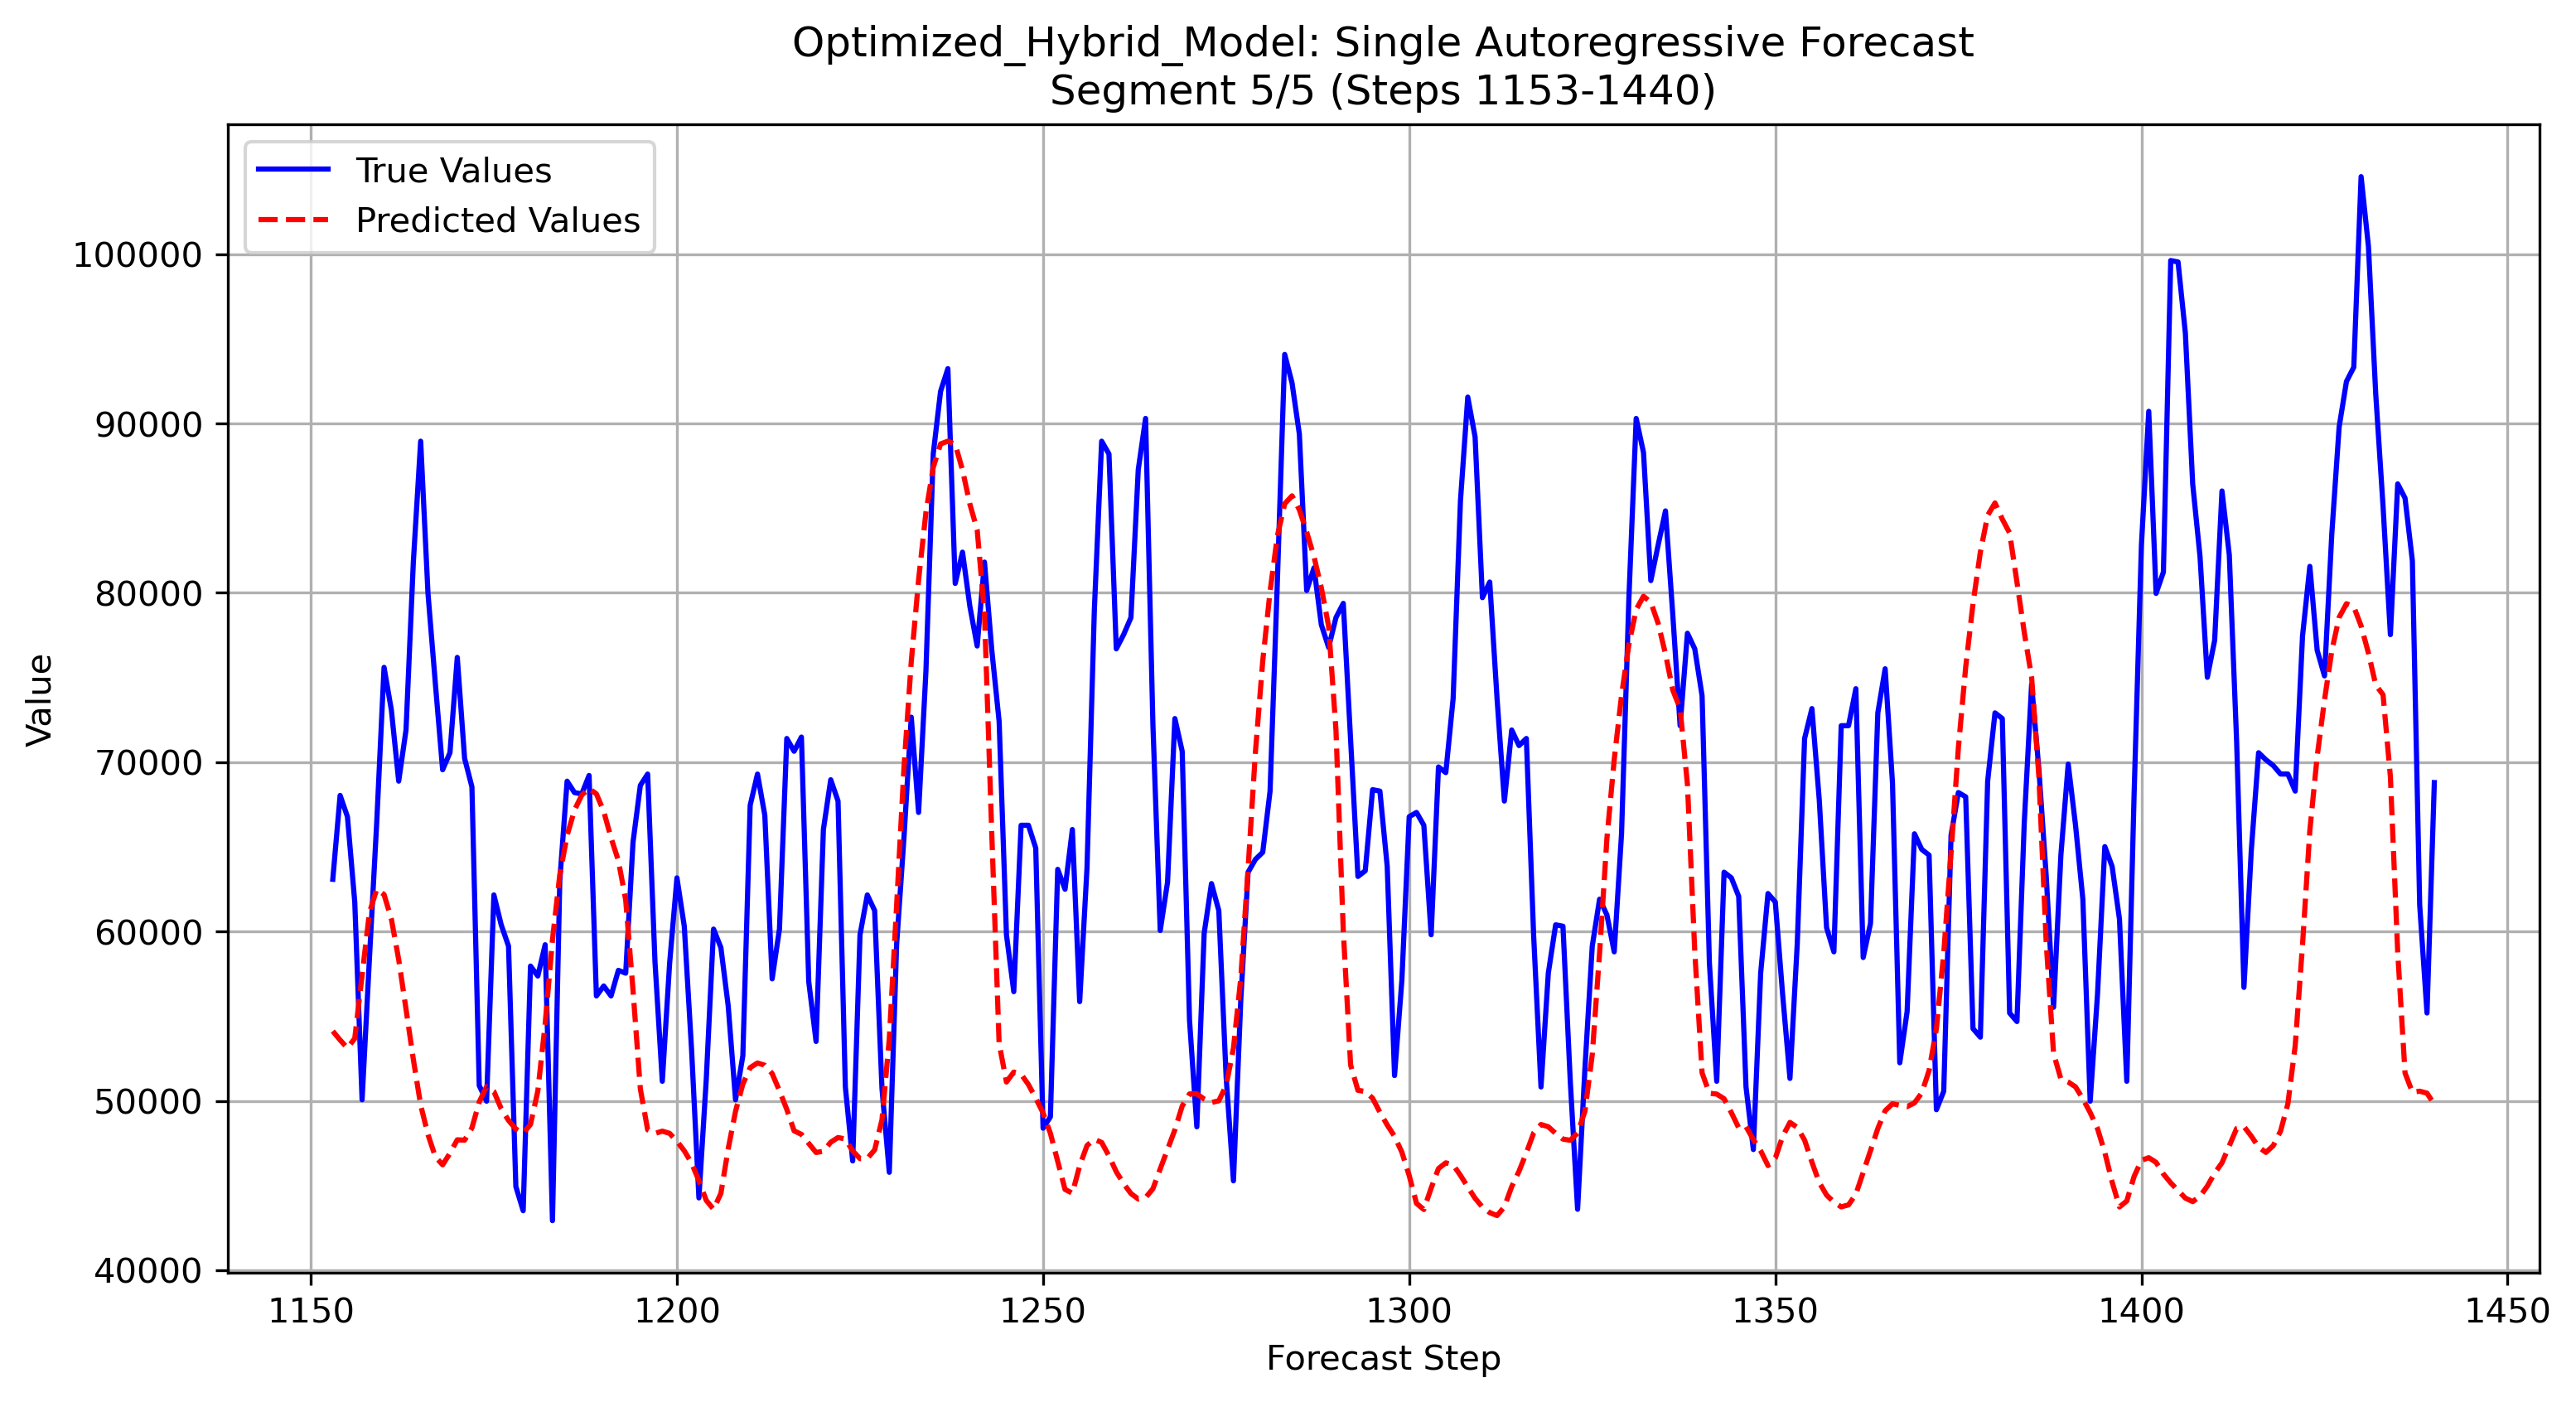 Optimized_Hybrid_Model: Single Autoregressive Forecast
Segment 5/5 (Steps 1153-1440)
True Values
Predicted Values
100000
90000
80000
70000
60000
50000
40000
Value
1150
1200
1250
1300
1350
1400
1450
Forecast Step